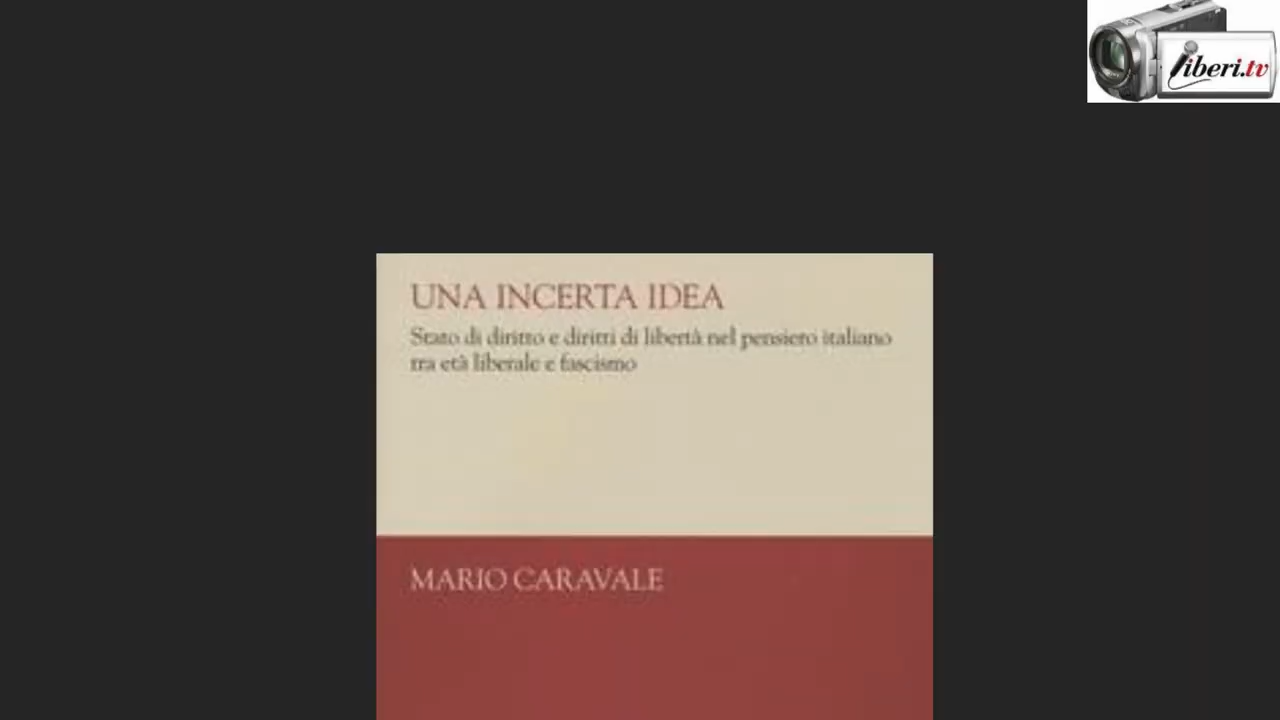 liberi.tv
UNA INCERTA IDEA
Stato di diritto e diritti di libertà nel pensiero italiano
tra età liberale e fascismo
MARIO CARAVALE